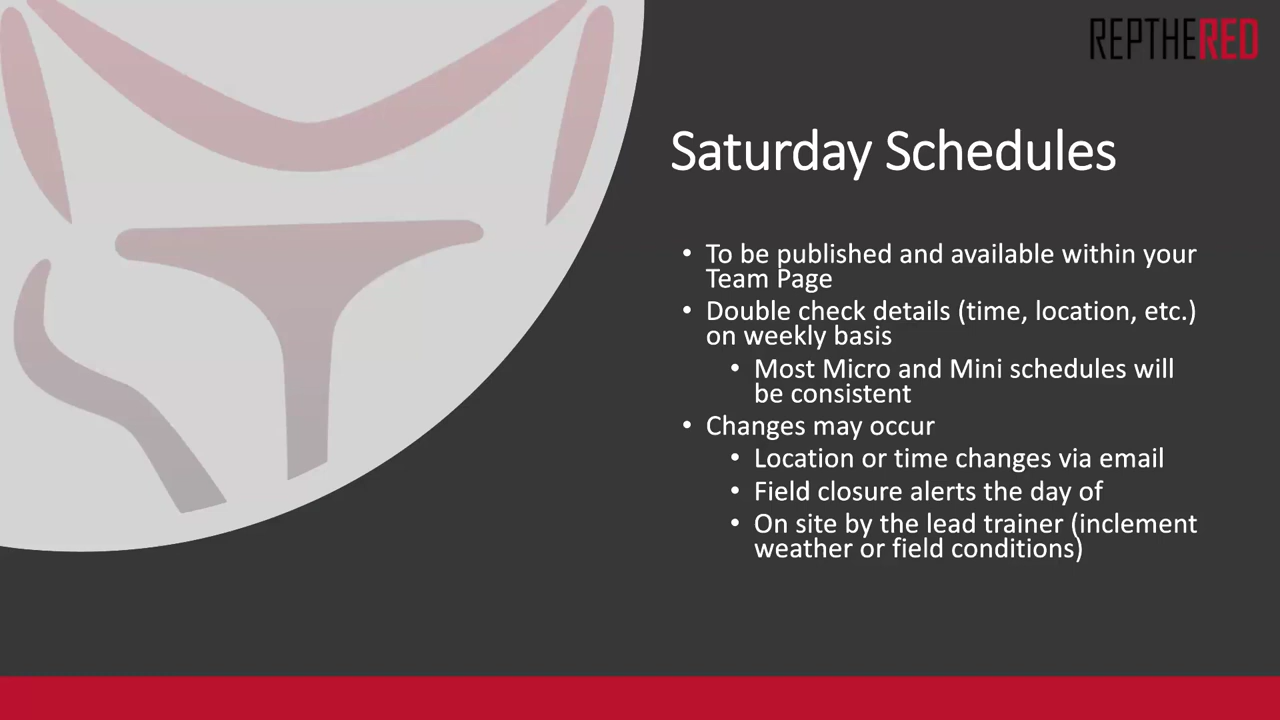 REPTHERED
Saturday Schedules
• To be published and available within your
Team Page
• Double check details (time, location, etc.)
on weekly basis
• Most Micro and Mini schedules will
be consistent
• Changes may occur
• Location or time changes via email
• Field closure alerts the day of
• On site by the lead trainer (inclement
weather or field conditions)